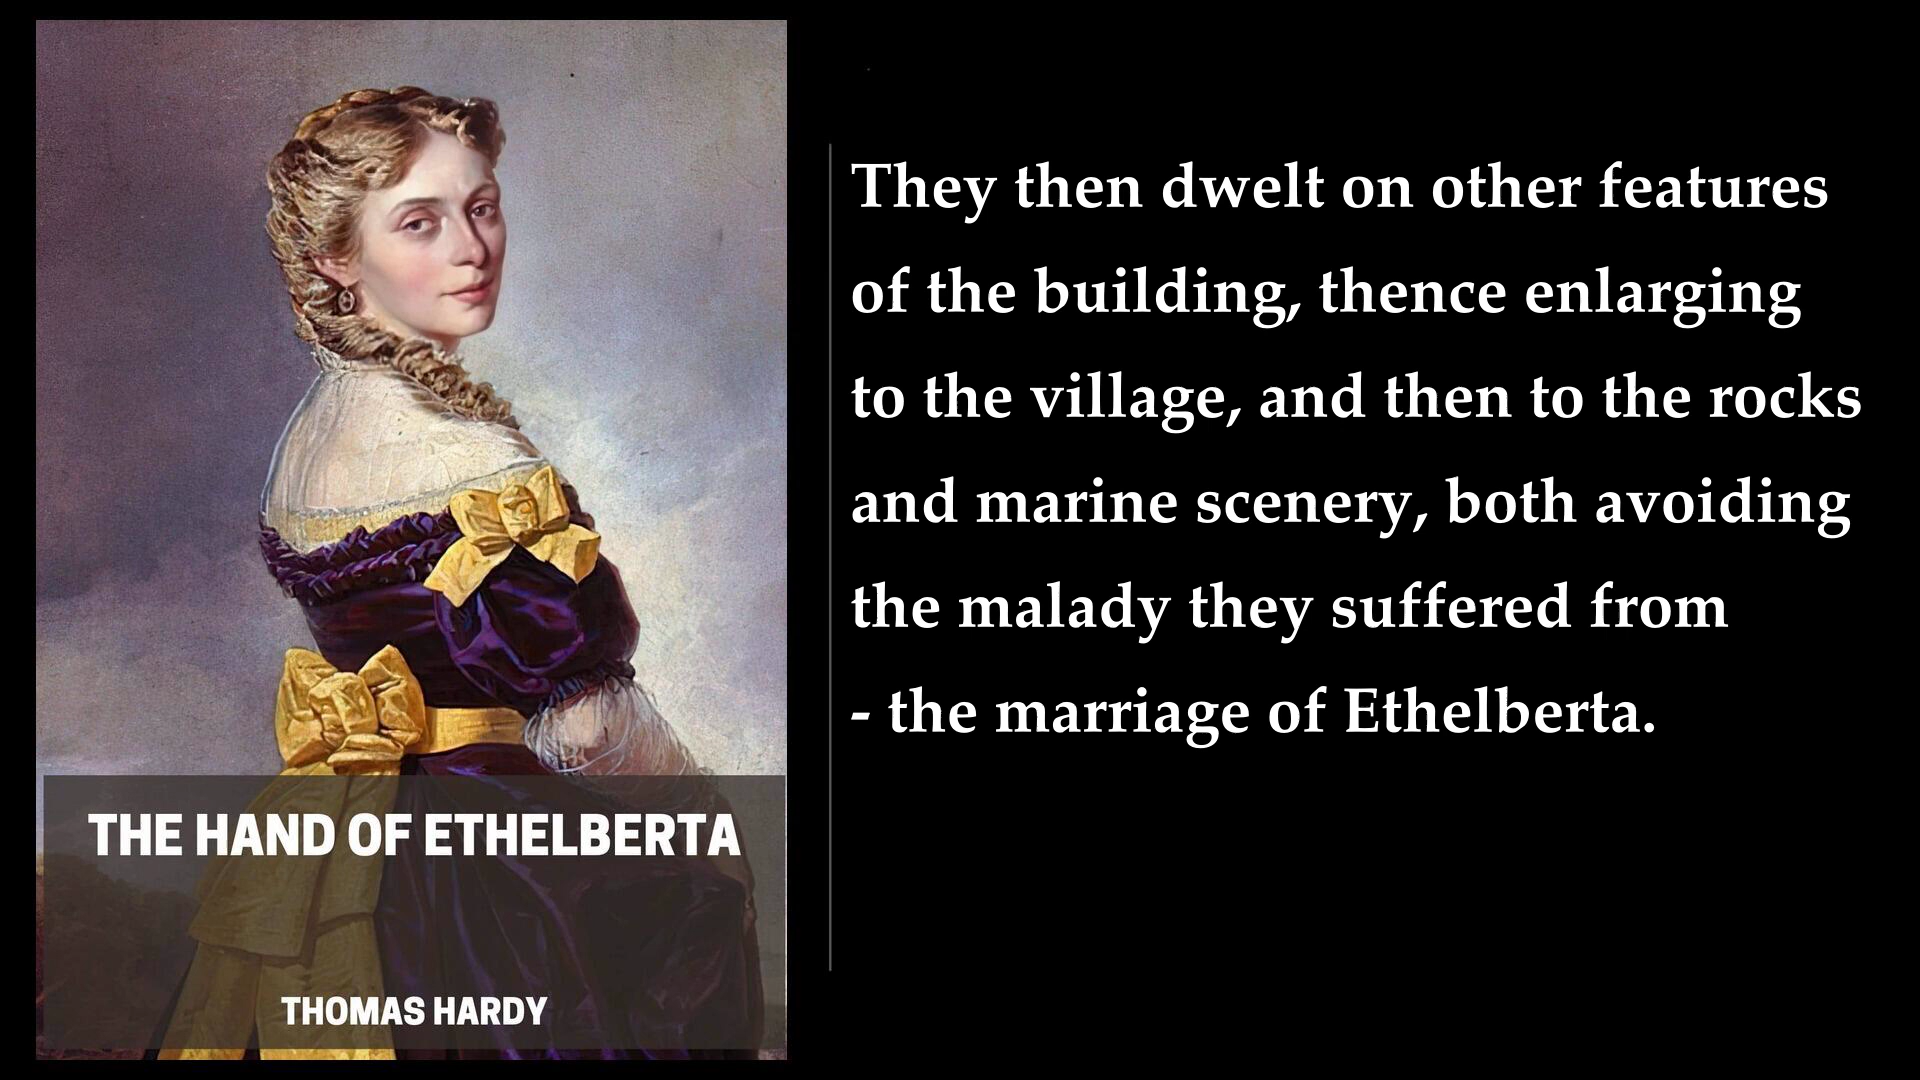 THE HAND OF ETHELBERTA
THOMAS HARDY
They then dwelt on other features
of the building, thence enlarging
to the village, and then to the rocks
and marine scenery, both avoiding
the malady they suffered from
- the marriage of Ethelberta.